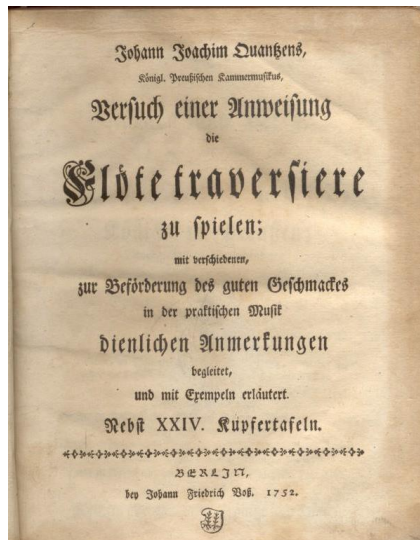 Johann Joachim Quantzens,
Königl. Preußischen Kammermusikus,
Versuch einer Anweisung
die
Flöte traversiere
zu spielen;
mit verschiedenen,
zur Beförderung des guten Geschmackes
in der praktischen Musik
dienlichen Anmerkungen
begleitet,
und mit Exempeln erläutert.
Nebst XXIV. Kupfertafeln.
BERLIN,
bey Johann Friedrich Voß. 1752.